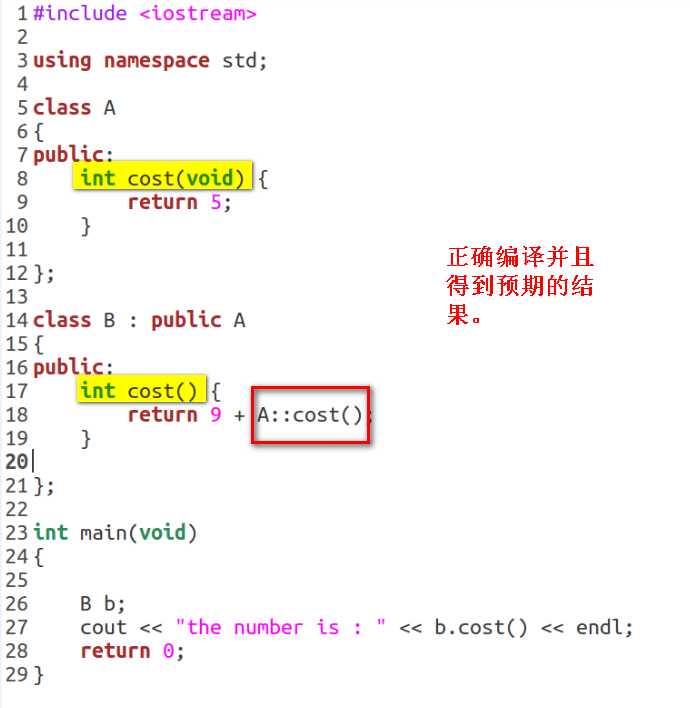 1 #include <iostream>
2
3 using namespace std;
4
5 class A
6 {
7 public:
8     int cost(void) {
9         return 5;
10     }
11
12 };
13
14 class B : public A
15 {
16 public:
17     int cost() {
18         return 9 + A::cost();
19     }
20
21 };
22
23 int main(void)
24 {
25
26     B b;
27     cout << "the number is : " << b.cost() << endl;
28     return 0;
29 }
正确编译并且
得到预期的结
果。